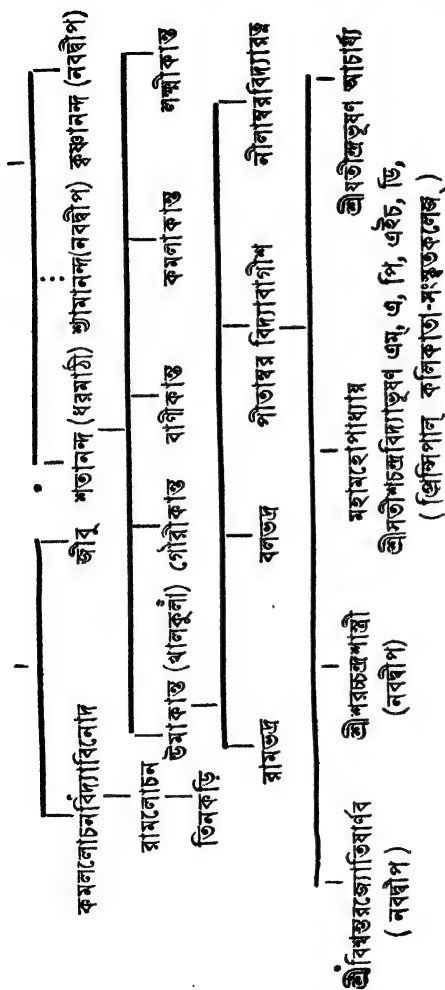 কমললোচনবিদ্যাবিনোদ জীবু শতানন্দ (ধরমাঠী) শ্যামানন্দ(নবদ্বীপ) কৃষ্ণানন্দ (নবদ্বীপ)
রামলোচন
তিনকড়ি
উমাকান্ত (খালকুলা) গৌরীকান্ত বাণীকান্ত কমলাকান্ত লক্ষ্মীকান্ত
রামভদ্র বলভদ্র পীতাম্বর বিদ্যাবাগীশ নীলাম্বরবিদ্যারত্ন
শ্রীবিশ্বম্ভরজ্যোতিষার্ণব
( নবদ্বীপ )
শ্রীশরচ্চন্দ্রশাস্ত্রী
(নবদ্বীপ)
মহামহোপাধ্যায়
শ্রীসতীশচন্দ্রবিদ্যাভূষণ এম্, এ, পি, এইচ, ডি,
( প্রিন্সিপাল্ কলিকাতা-সংস্কৃতকলেজ্ )
শ্রীযতীন্দ্রভূষণ আচার্য্য